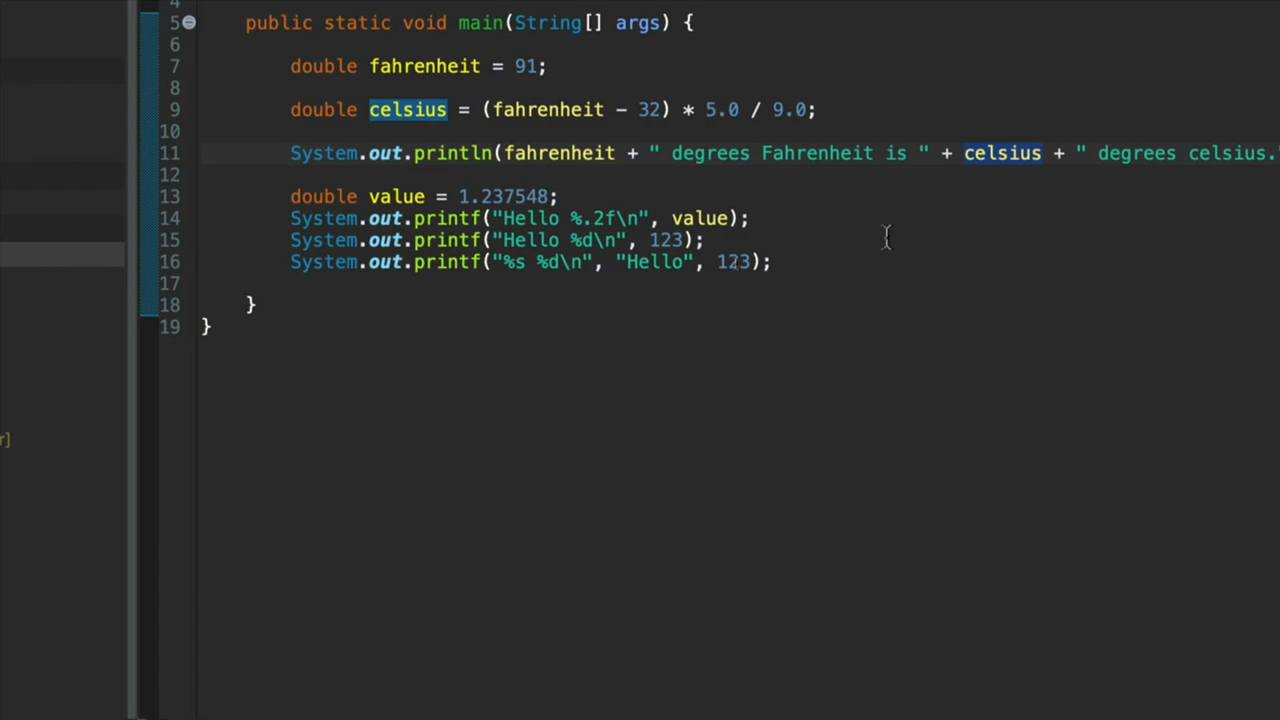 4
5 public static void main(String[] args) {
6
7 double fahrenheit = 91;
8
9 double celsius = (fahrenheit - 32) * 5.0 / 9.0;
10
11 System.out.println(fahrenheit + " degrees Fahrenheit is " + celsius + " degrees celsius."
12
13 double value = 1.237548;
14 System.out.printf("Hello %.2f\n", value);
15 System.out.printf("Hello %d\n", 123);
16 System.out.printf("%s %d\n", "Hello", 123);
17
18 }
19 }
r]